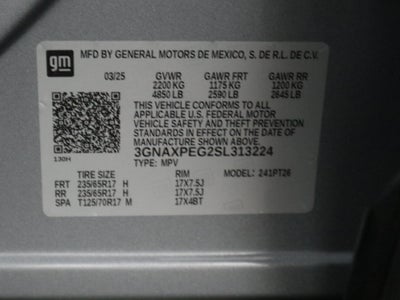 gm
MFD BY GENERAL MOTORS DE MEXICO, S. DE R.L. DE C.V.
03/25 GVWR GAWR FRT GAWR RR
2200 KG 1175 KG 1200 KG
4850 LB 2590 LB 2645 LB
THIS VEHICLE CONFORMS TO ALL
APPLICABLE U.S. FEDERAL MOTOR
VEHICLE SAFETY AND THEFT PREVENTION
STANDARDS IN EFFECT ON THE DATE OF
MANUFACTURE SHOWN ABOVE.
3GNAXPEG2SL313224
130H TYPE: MPV
TIRE SIZE RIM MODEL: 241PT26
FRT 235/65R17 H 17X7.5J
RR 235/65R17 H 17X7.5J
SPA T125/70R17 M 17X4BT